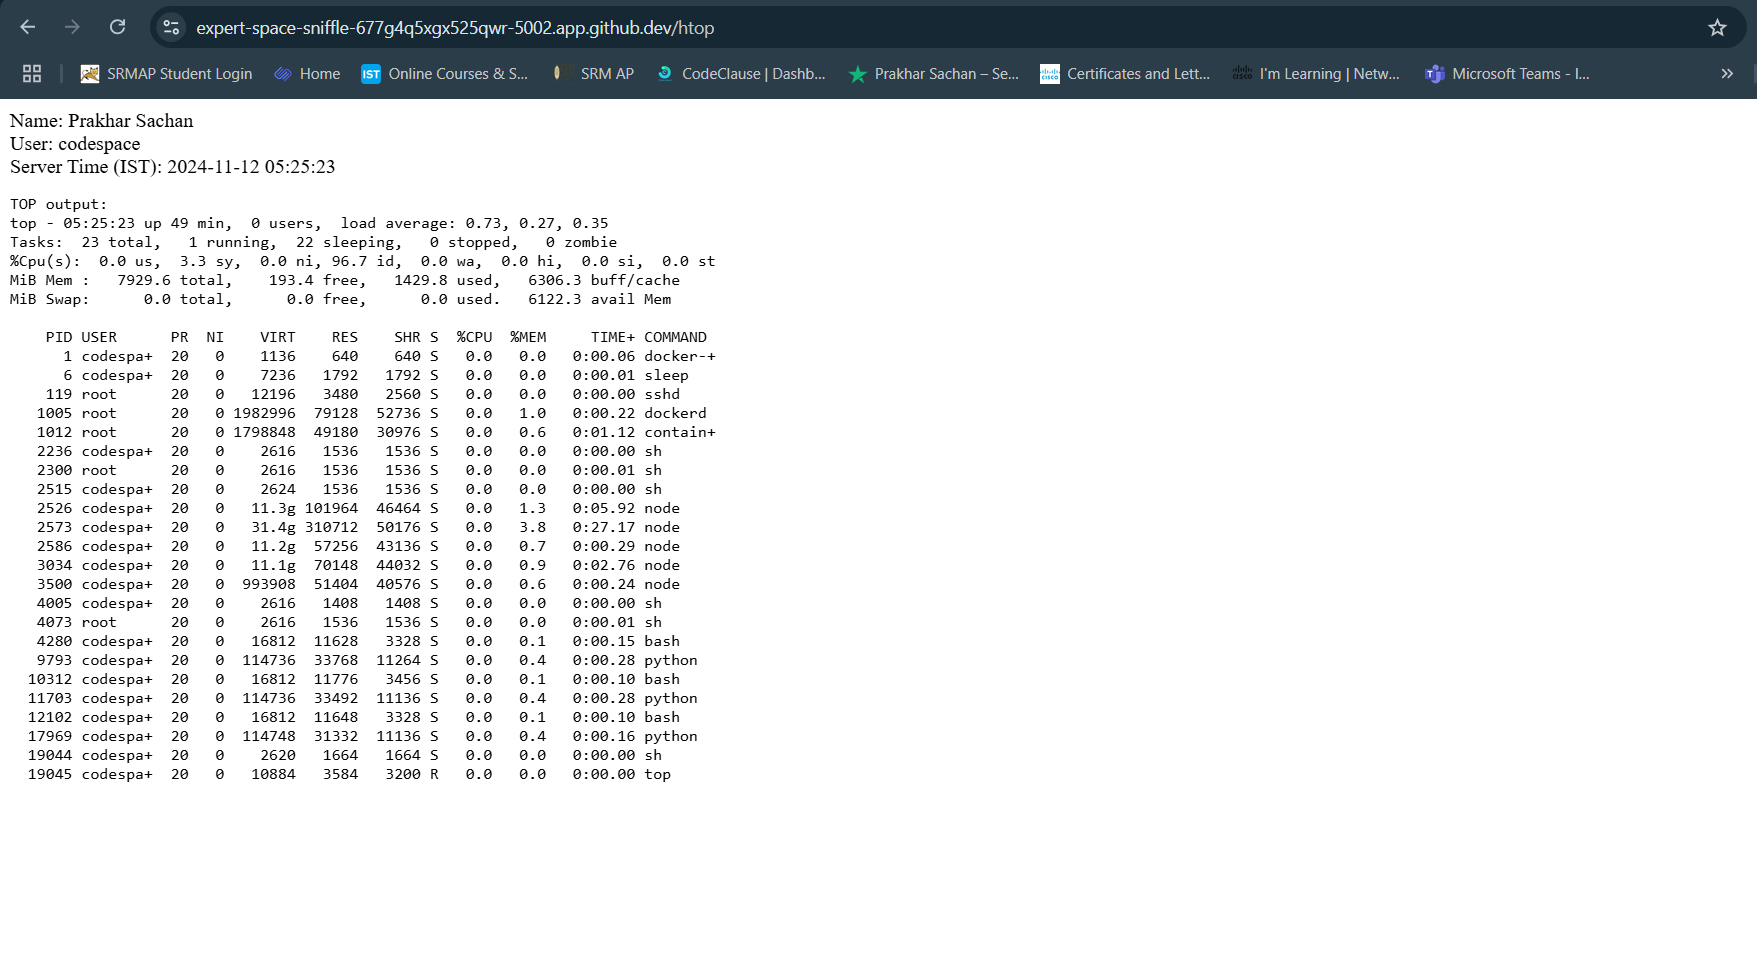 expert-space-sniffle-677g4q5xgx525qwr-5002.app.github.dev/htop
SRMAP Student Login Home IST Online Courses & S... SRM AP CodeClause | Dashb... Prakhar Sachan – Se... Certificates and Lett... I'm Learning | Netw... Microsoft Teams - I...
Name: Prakhar Sachan
User: codespace
Server Time (IST): 2024-11-12 05:25:23
TOP output:
top - 05:25:23 up 49 min,  0 users,  load average: 0.73, 0.27, 0.35
Tasks:  23 total,   1 running,  22 sleeping,   0 stopped,   0 zombie
%Cpu(s):  0.0 us,  3.3 sy,  0.0 ni, 96.7 id,  0.0 wa,  0.0 hi,  0.0 si,  0.0 st
MiB Mem :   7929.6 total,    193.4 free,   1429.8 used,   6306.3 buff/cache
MiB Swap:      0.0 total,      0.0 free,      0.0 used.   6122.3 avail Mem
PID USER      PR  NI    VIRT    RES    SHR S  %CPU  %MEM     TIME+ COMMAND
1 codespa+  20   0    1136    640    640 S   0.0   0.0   0:00.06 docker-+
6 codespa+  20   0    7236   1792   1792 S   0.0   0.0   0:00.01 sleep
119 root      20   0   12196   3480   2560 S   0.0   0.0   0:00.00 sshd
1005 root      20   0 1982996  79128  52736 S   0.0   1.0   0:00.22 dockerd
1012 root      20   0 1798848  49180  30976 S   0.0   0.6   0:01.12 contain+
2236 codespa+  20   0    2616   1536   1536 S   0.0   0.0   0:00.00 sh
2300 root      20   0    2616   1536   1536 S   0.0   0.0   0:00.01 sh
2515 codespa+  20   0    2624   1536   1536 S   0.0   0.0   0:00.00 sh
2526 codespa+  20   0   11.3g 101964  46464 S   0.0   1.3   0:05.92 node
2573 codespa+  20   0   31.4g 310712  50176 S   0.0   3.8   0:27.17 node
2586 codespa+  20   0   11.2g  57256  43136 S   0.0   0.7   0:00.29 node
3034 codespa+  20   0   11.1g  70148  44032 S   0.0   0.9   0:02.76 node
3500 codespa+  20   0  993908  51404  40576 S   0.0   0.6   0:00.24 node
4005 codespa+  20   0    2616   1408   1408 S   0.0   0.0   0:00.00 sh
4073 root      20   0    2616   1536   1536 S   0.0   0.0   0:00.01 sh
4280 codespa+  20   0   16812  11628   3328 S   0.0   0.1   0:00.15 bash
9793 codespa+  20   0  114736  33768  11264 S   0.0   0.4   0:00.28 python
10312 codespa+  20   0   16812  11776   3456 S   0.0   0.1   0:00.10 bash
11703 codespa+  20   0  114736  33492  11136 S   0.0   0.4   0:00.28 python
12102 codespa+  20   0   16812  11648   3328 S   0.0   0.1   0:00.10 bash
17969 codespa+  20   0  114748  31332  11136 S   0.0   0.4   0:00.16 python
19044 codespa+  20   0    2620   1664   1664 S   0.0   0.0   0:00.00 sh
19045 codespa+  20   0   10884   3584   3200 R   0.0   0.0   0:00.00 top